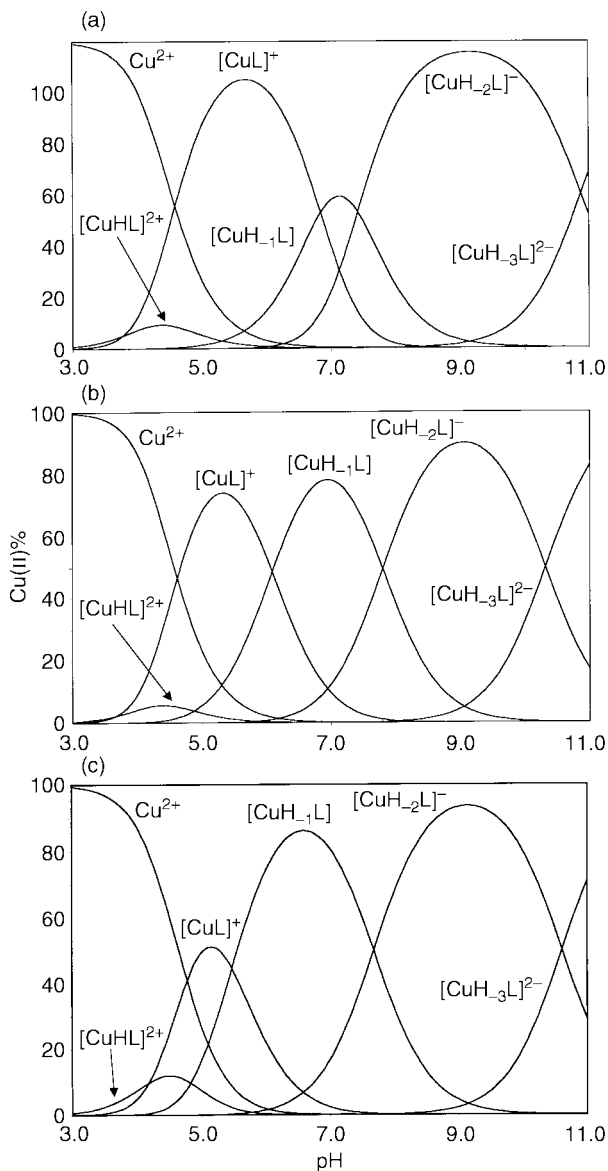 (a)
Cu²⁺
[CuL]⁺
[CuH₋₂L]⁻
[CuHL]²⁺
[CuH₋₁L]
[CuH₋₃L]²⁻
100
80
60
40
20
0
3.0 5.0 7.0 9.0 11.0
(b)
Cu²⁺
[CuL]⁺
[CuH₋₁L]
[CuH₋₂L]⁻
[CuHL]²⁺
[CuH₋₃L]²⁻
100
80
60
40
20
0
Cu(II)%
3.0 5.0 7.0 9.0 11.0
(c)
Cu²⁺
[CuH₋₁L]
[CuH₋₂L]⁻
[CuL]⁺
[CuHL]²⁺
[CuH₋₃L]²⁻
100
80
60
40
20
0
3.0 5.0 7.0 9.0 11.0
pH